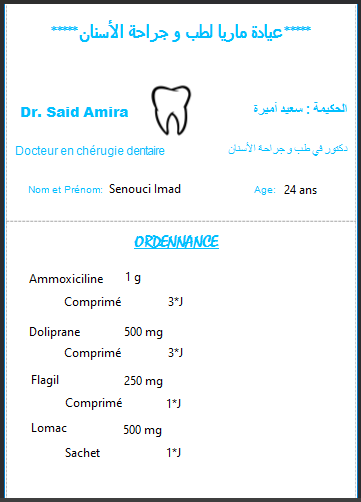 *****عيادة ماريا لطب و جراحة الأسنان*****
Dr. Said Amira
الحكيمة : سعيد أميرة
Docteur en chérugie dentaire
دكتور في طب و جراحة الأسنان
Nom et Prénom: Senouci Imad Age: 24 ans
ORDENNANCE
Ammoxiciline 1 g
Comprimé 3*J
Doliprane 500 mg
Comprimé 3*J
Flagil 250 mg
Comprimé 1*J
Lomac 500 mg
Sachet 1*J